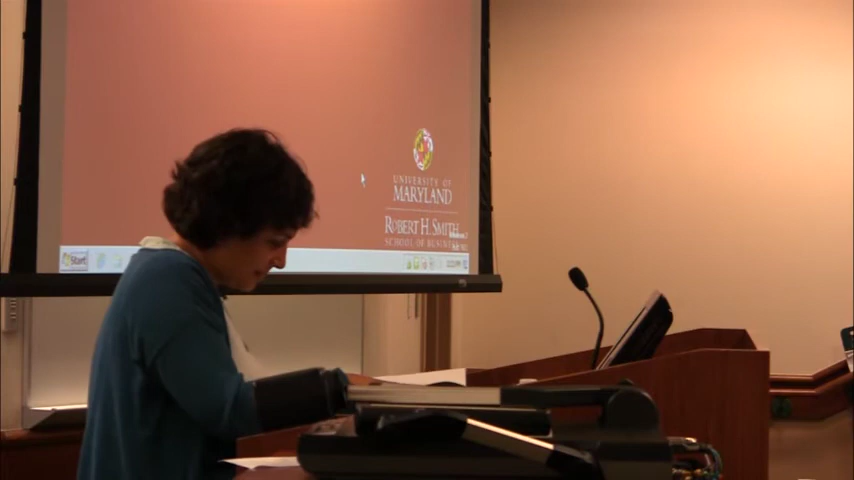 UNIVERSITY OF
MARYLAND
ROBERT H. SMITH
SCHOOL OF BUSINESS
Start